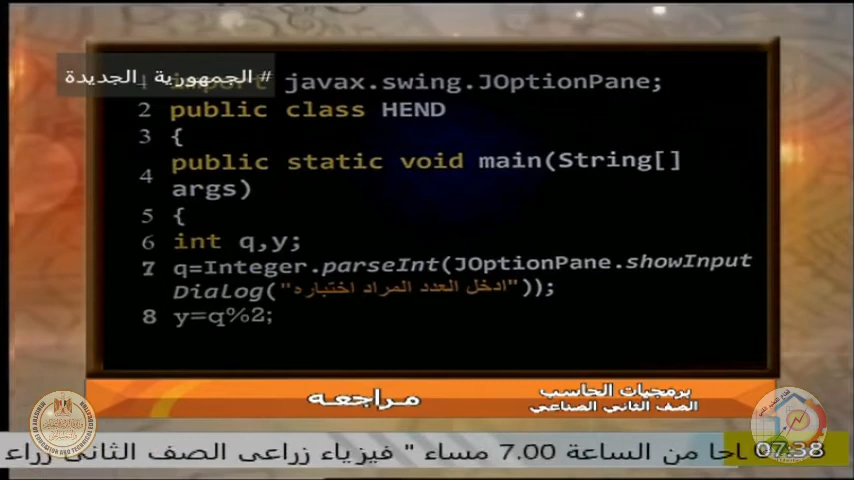 # الجمهورية الجديدة
1 import javax.swing.JOptionPane;
2 public class HEND
3 {
4 public static void main(String[]
args)
5 {
6 int q,y;
7 q=Integer.parseInt(JOptionPane.showInput
Dialog("ادخل العدد المراد اختباره"));
8 y=q%2;
برمجيات الحاسب
الصف الثاني الصناعي
مراجعه
احا من الساعة 7.00 مساء " فيزياء زراعى الصف الثانى زراع
07:38